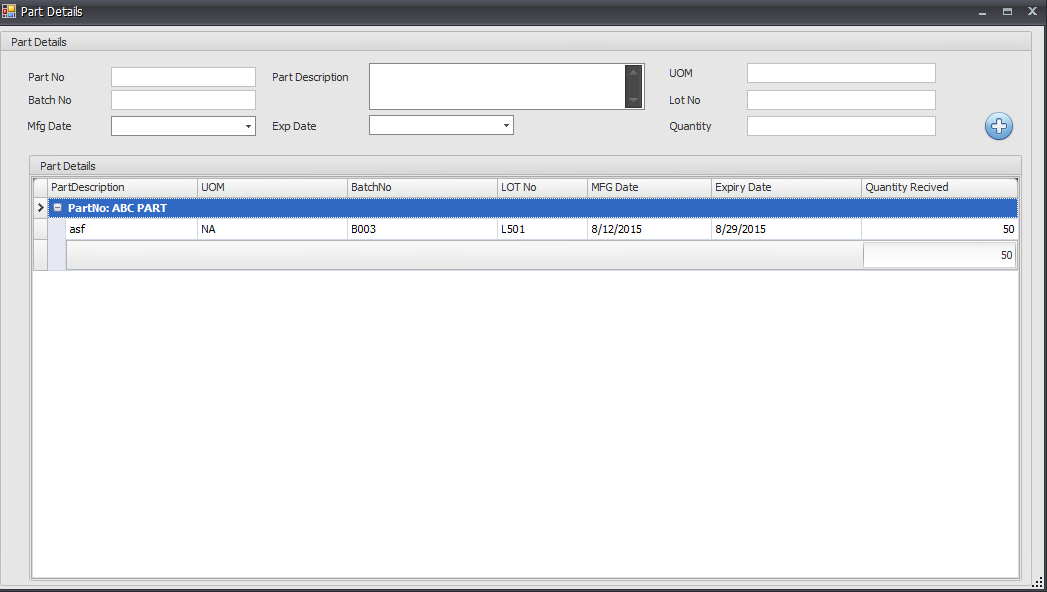 Part Details
Part Details
Part No Part Description UOM
Batch No Lot No
Mfg Date Exp Date Quantity
Part Details
PartDescription UOM BatchNo LOT No MFG Date Expiry Date Quantity Recived
PartNo: ABC PART
asf NA B003 L501 8/12/2015 8/29/2015 50
50